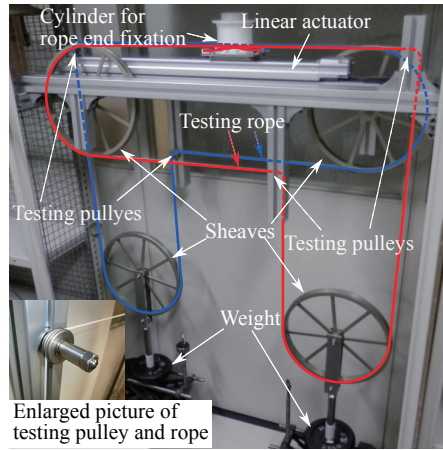 Cylinder for
rope end fixation
Linear actuator
Testing rope
Testing pullyes
Sheaves
Testing pulleys
Weight
Enlarged picture of
testing pulley and rope